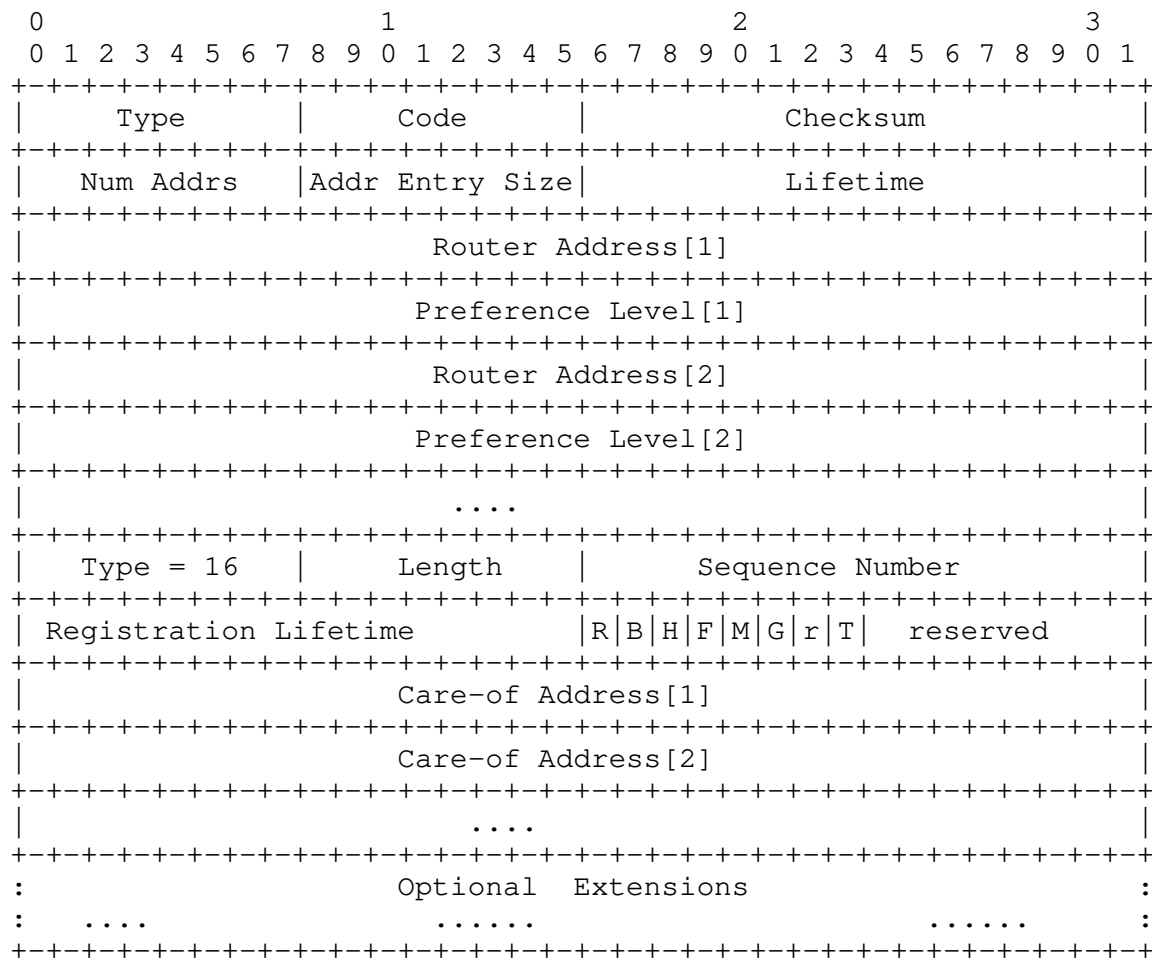 0                   1                   2                   3
 0 1 2 3 4 5 6 7 8 9 0 1 2 3 4 5 6 7 8 9 0 1 2 3 4 5 6 7 8 9 0 1
+-+-+-+-+-+-+-+-+-+-+-+-+-+-+-+-+-+-+-+-+-+-+-+-+-+-+-+-+-+-+-+-+
|     Type      |     Code      |           Checksum            |
+-+-+-+-+-+-+-+-+-+-+-+-+-+-+-+-+-+-+-+-+-+-+-+-+-+-+-+-+-+-+-+-+
|   Num Addrs   |Addr Entry Size|           Lifetime            |
+-+-+-+-+-+-+-+-+-+-+-+-+-+-+-+-+-+-+-+-+-+-+-+-+-+-+-+-+-+-+-+-+
|                       Router Address[1]                       |
+-+-+-+-+-+-+-+-+-+-+-+-+-+-+-+-+-+-+-+-+-+-+-+-+-+-+-+-+-+-+-+-+
|                      Preference Level[1]                      |
+-+-+-+-+-+-+-+-+-+-+-+-+-+-+-+-+-+-+-+-+-+-+-+-+-+-+-+-+-+-+-+-+
|                       Router Address[2]                       |
+-+-+-+-+-+-+-+-+-+-+-+-+-+-+-+-+-+-+-+-+-+-+-+-+-+-+-+-+-+-+-+-+
|                      Preference Level[2]                      |
+-+-+-+-+-+-+-+-+-+-+-+-+-+-+-+-+-+-+-+-+-+-+-+-+-+-+-+-+-+-+-+-+
|                        ....                                   |
+-+-+-+-+-+-+-+-+-+-+-+-+-+-+-+-+-+-+-+-+-+-+-+-+-+-+-+-+-+-+-+-+
|   Type = 16   |     Length    |      Sequence Number          |
+-+-+-+-+-+-+-+-+-+-+-+-+-+-+-+-+-+-+-+-+-+-+-+-+-+-+-+-+-+-+-+-+
| Registration Lifetime         |R|B|H|F|M|G|r|T|  reserved     |
+-+-+-+-+-+-+-+-+-+-+-+-+-+-+-+-+-+-+-+-+-+-+-+-+-+-+-+-+-+-+-+-+
|                     Care-of Address[1]                        |
+-+-+-+-+-+-+-+-+-+-+-+-+-+-+-+-+-+-+-+-+-+-+-+-+-+-+-+-+-+-+-+-+
|                     Care-of Address[2]                        |
+-+-+-+-+-+-+-+-+-+-+-+-+-+-+-+-+-+-+-+-+-+-+-+-+-+-+-+-+-+-+-+-+
|                         ....                                  |
+-+-+-+-+-+-+-+-+-+-+-+-+-+-+-+-+-+-+-+-+-+-+-+-+-+-+-+-+-+-+-+-+
:                     Optional  Extensions                      :
:   ....                ......                      ......      :
+-+-+-+-+-+-+-+-+-+-+-+-+-+-+-+-+-+-+-+-+-+-+-+-+-+-+-+-+-+-+-+-+